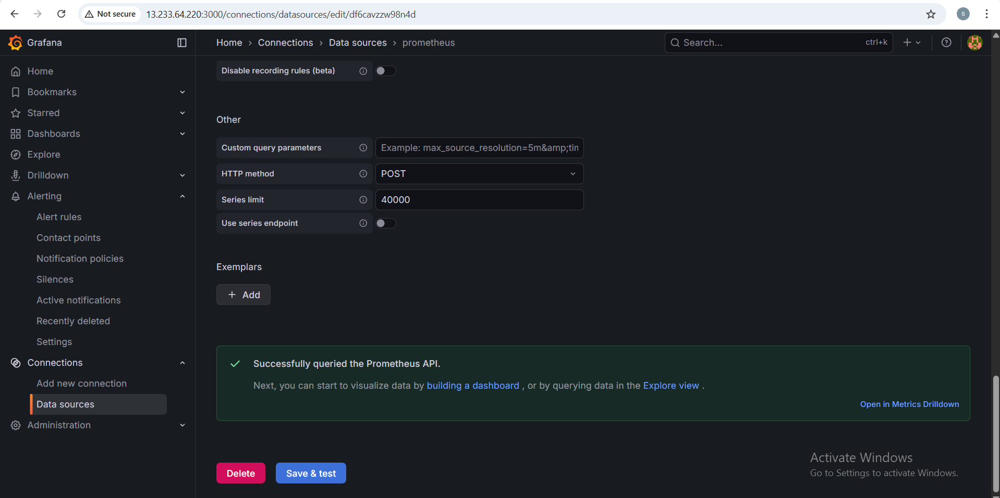 Not secure 13.233.64.220:3000/connections/datasources/edit/df6cavzzw98n4d S
Grafana
Home › Connections › Data sources › prometheus
Search... ctrl+k
Home
Bookmarks
Starred
Dashboards
Explore
Drilldown
Alerting
Alert rules
Contact points
Notification policies
Silences
Active notifications
Recently deleted
Settings
Connections
Add new connection
Data sources
Administration
Disable recording rules (beta)
Other
Custom query parameters Example: max_source_resolution=5m&amp;tin
HTTP method POST
Series limit 40000
Use series endpoint
Exemplars
+ Add
Successfully queried the Prometheus API.
Next, you can start to visualize data by building a dashboard , or by querying data in the Explore view .
Open in Metrics Drilldown
Delete Save & test
Activate Windows
Go to Settings to activate Windows.